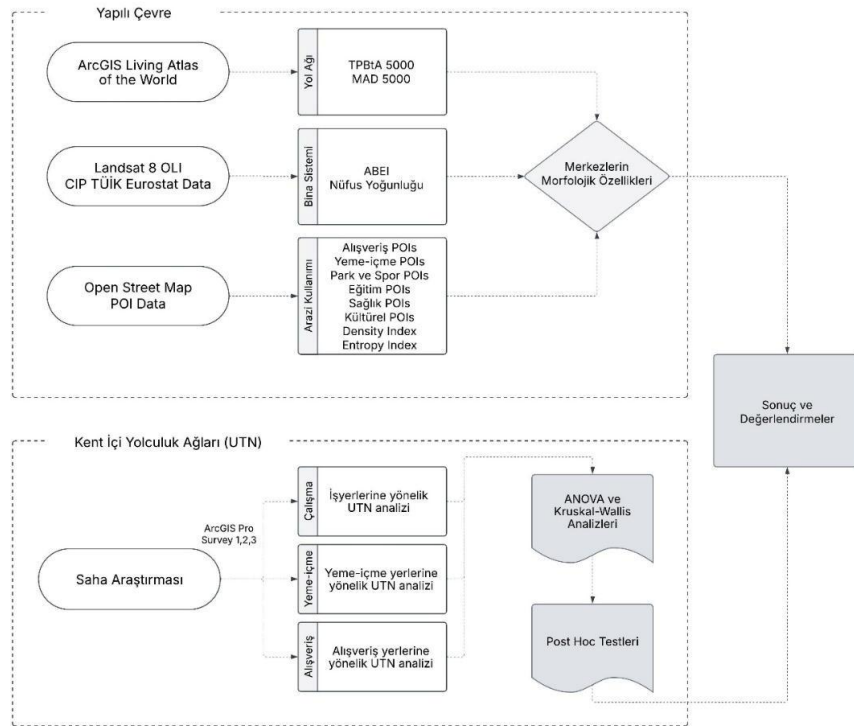 Yapılı Çevre
ArcGIS Living Atlas
of the World
Yol Ağı
TPBtA 5000
MAD 5000
Landsat 8 OLI
CIP TÜİK Eurostat Data
Bina Sistemi
ABEI
Nüfus Yoğunluğu
Merkezlerin
Morfolojik Özellikleri
Open Street Map
POI Data
Arazi Kullanımı
Alışveriş POIs
Yeme-içme POIs
Park ve Spor POIs
Eğitim POIs
Sağlık POIs
Kültürel POIs
Density Index
Entropy Index
Sonuç ve
Değerlendirmeler
Kent İçi Yolculuk Ağları (UTN)
Saha Araştırması
ArcGIS Pro
Survey 1,2,3
Çalışma
İşyerlerine yönelik
UTN analizi
Yeme-içme
Yeme-içme yerlerine
yönelik UTN analizi
Alışveriş
Alışveriş yerlerine
yönelik UTN analizi
ANOVA ve
Kruskal-Wallis
Analizleri
Post Hoc Testleri